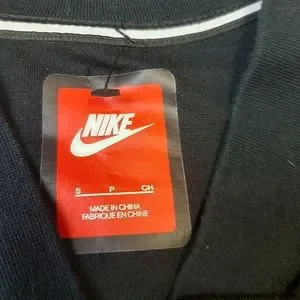 NIKE
S P CH
MADE IN CHINA
FABRIQUE EN CHINE